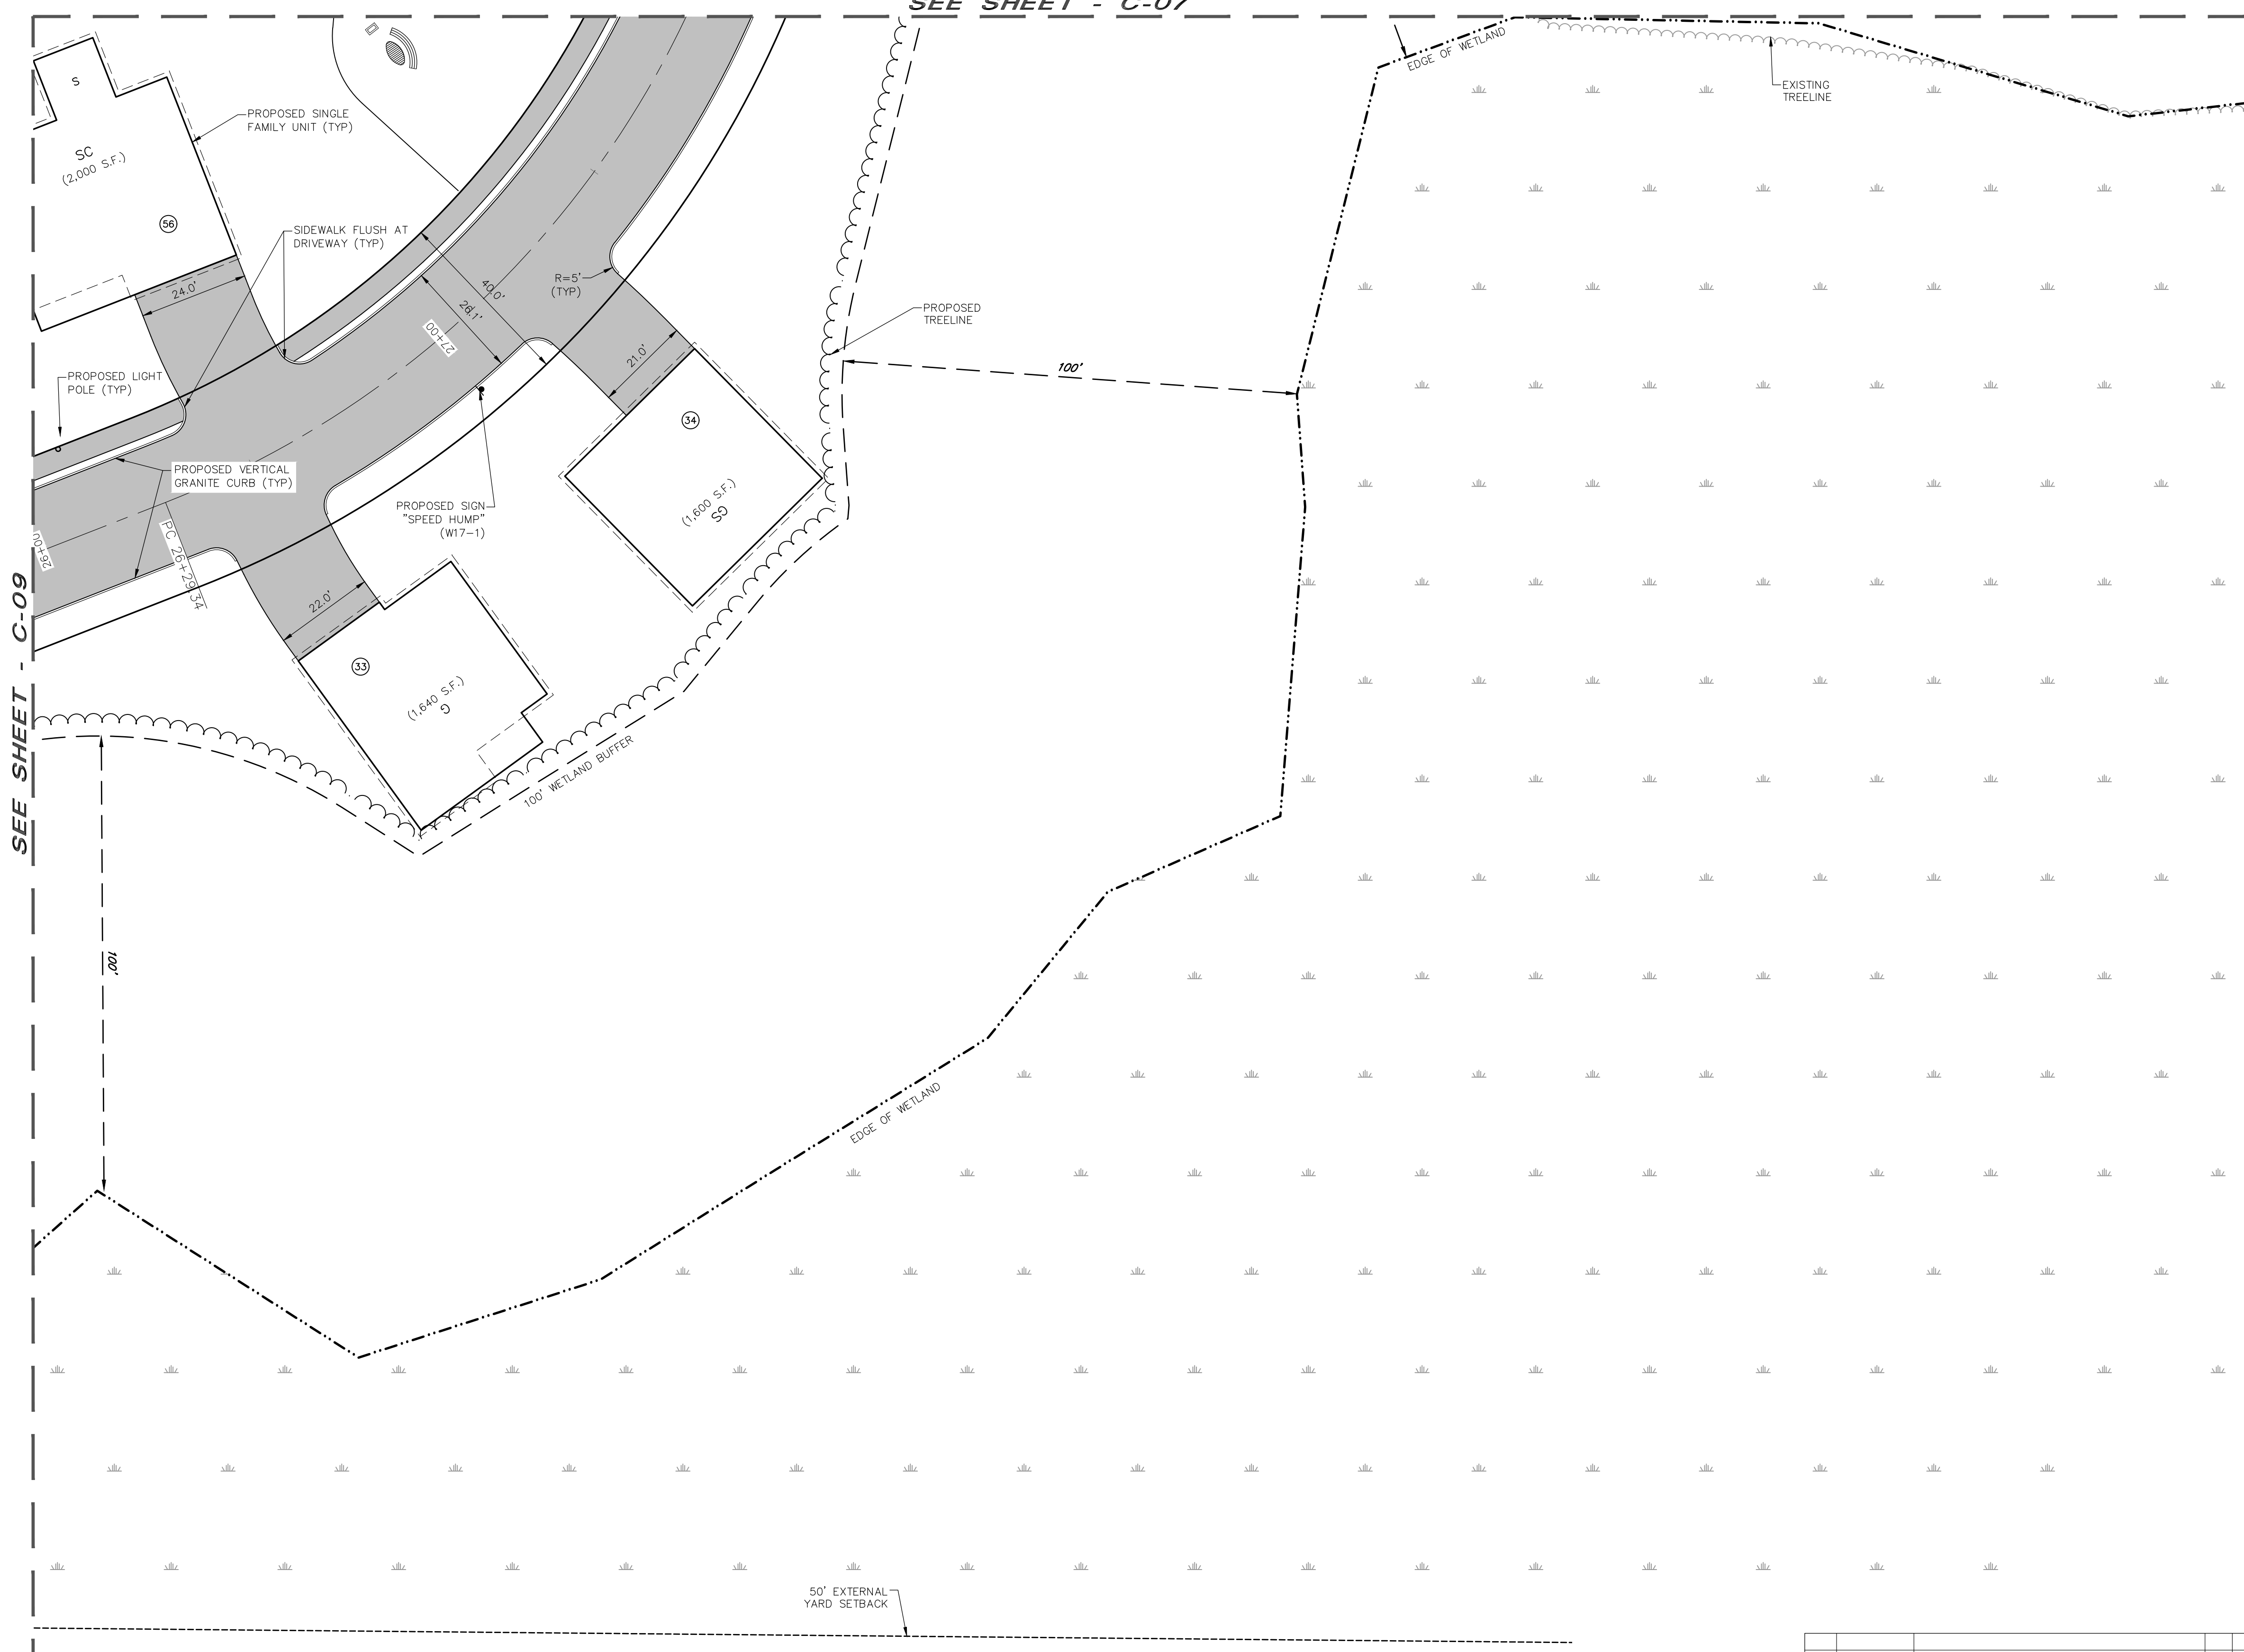 SEE SHEET - C-07
EDGE OF WETLAND
EXISTING
TREELINE
S
PROPOSED SINGLE
FAMILY UNIT (TYP)
SC
(2,000 S.F.)
56
SIDEWALK FLUSH AT
DRIVEWAY (TYP)
24.0'
40.0'
26.1'
27+00
R=5'
(TYP)
PROPOSED
TREELINE
21.0'
100'
PROPOSED LIGHT
POLE (TYP)
34
(1,600 S.F.)
GS
PROPOSED VERTICAL
GRANITE CURB (TYP)
PROPOSED SIGN
"SPEED HUMP"
(W17-1)
26+00
PC 26+29.34
22.0'
33
(1,640 S.F.)
G
SEE SHEET - C-09
100' WETLAND BUFFER
100'
EDGE OF WETLAND
50' EXTERNAL
YARD SETBACK